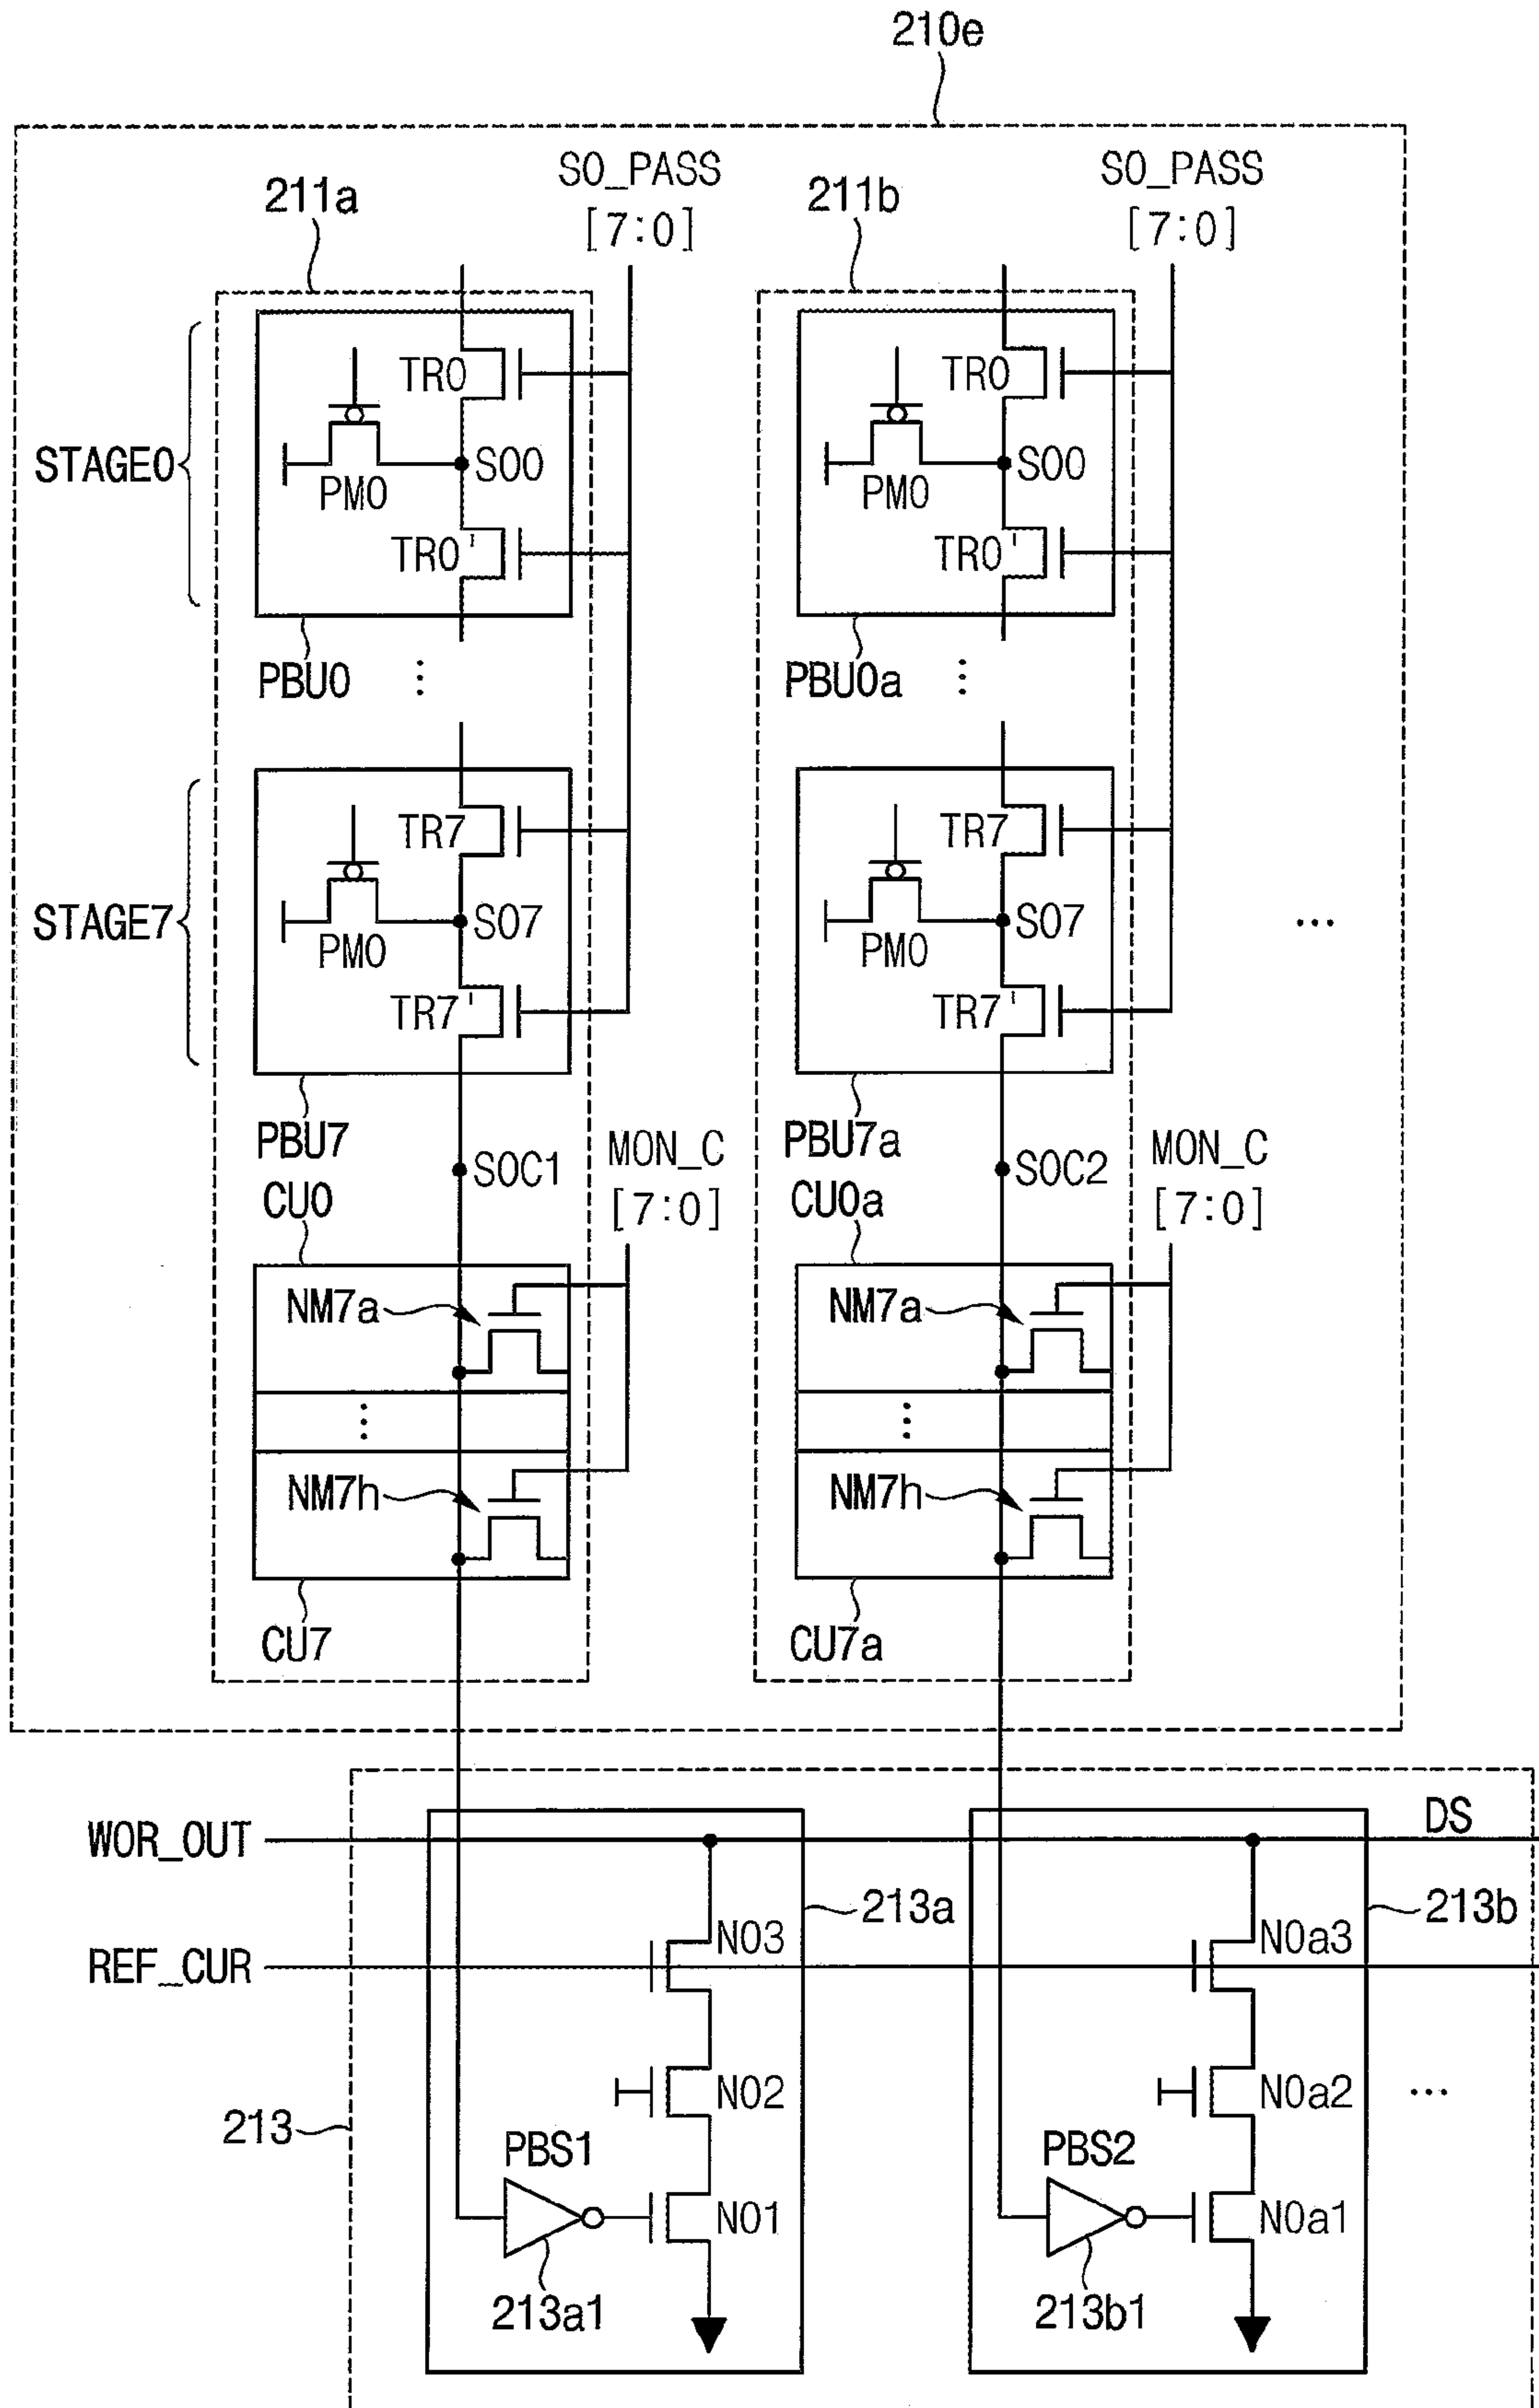 210e
211a
SO_PASS
[7:0]
211b
SO_PASS
[7:0]
STAGE0
TR0
PM0
SO0
TR0'
PBU0
⋮
TR0
PM0
SO0
TR0'
PBU0a
⋮
STAGE7
TR7
PM0
SO7
TR7'
PBU7
TR7
PM0
SO7
TR7'
PBU7a
...
SOC1
MON_C
[7:0]
SOC2
MON_C
[7:0]
CU0
NM7a
⋮
NM7h
CU7
CU0a
NM7a
⋮
NM7h
CU7a
WOR_OUT
DS
213a
213b
REF_CUR
N03
N0a3
N02
N0a2
...
213
PBS1
N01
213a1
PBS2
N0a1
213b1